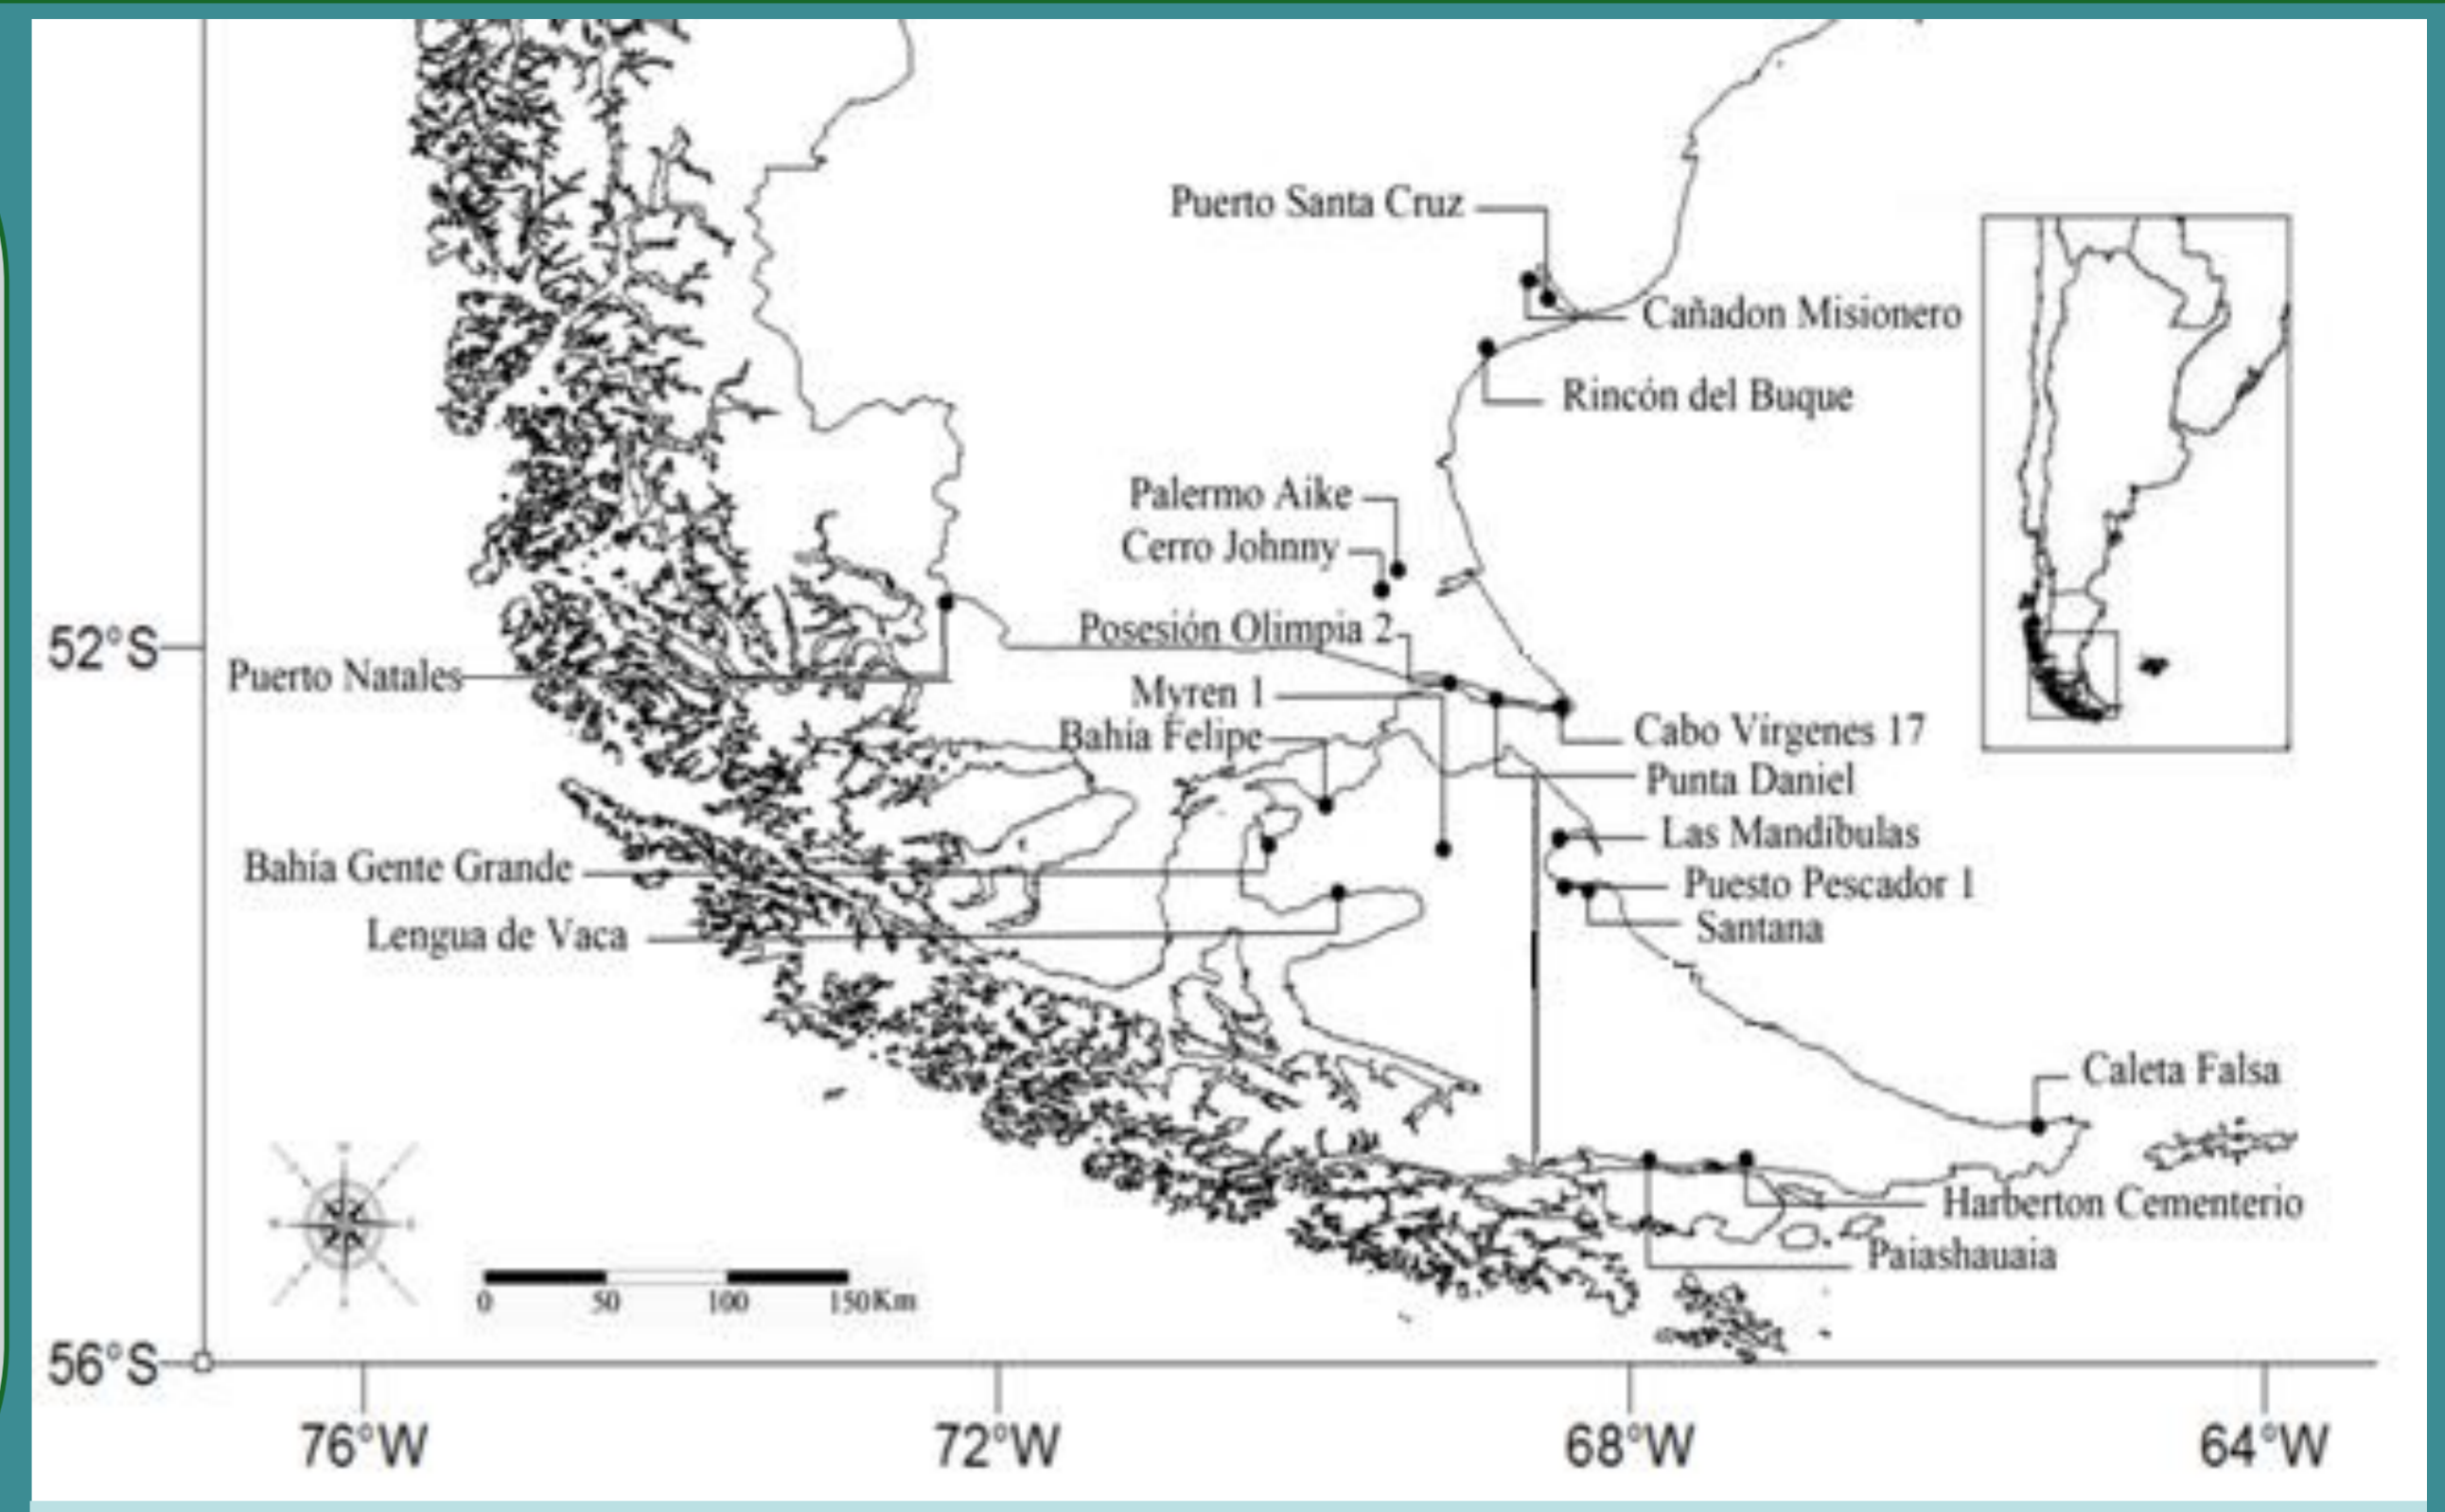 Puerto Santa Cruz
Cañadon Misionero
Rincón del Buque
Palermo Aike
Cerro Johnny
Posesión Olimpia 2
52°S
Puerto Natales
Myren 1
Bahía Felipe
Cabo Vírgenes 17
Punta Daniel
Las Mandíbulas
Bahía Gente Grande
Puesto Pescador 1
Lengua de Vaca
Santana
Caleta Falsa
Harberton Cementerio
Paiashauaia
0 50 100 150Km
56°S
76°W 72°W 68°W 64°W